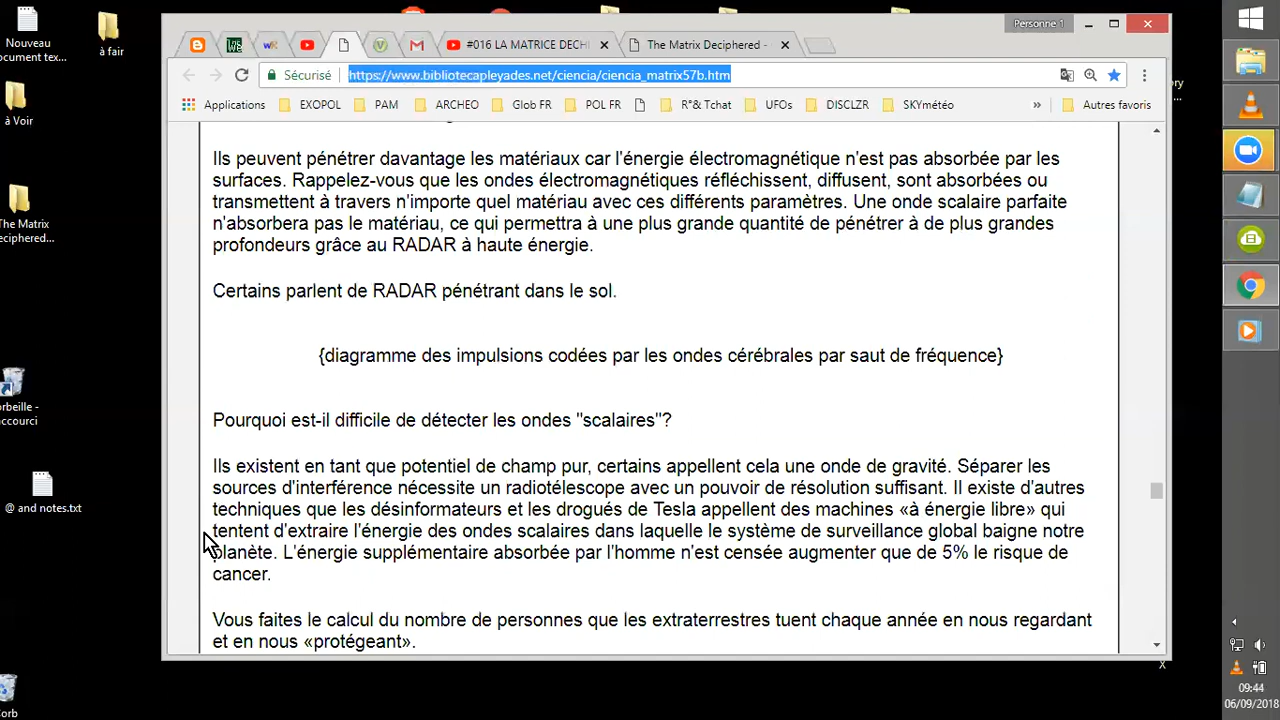 Nouveau
ocument tex...
à fair
à Voir
The Matrix
Deciphered...
orbeille -
accourci
@ and notes.txt
Corb
Personne 1
#016 LA MATRICE DECH
The Matrix Deciphered -
Sécurisé
https://www.bibliotecapleyades.net/ciencia/ciencia_matrix57b.htm
Applications
EXOPOL
PAM
ARCHEO
Glob FR
POL FR
R°& Tchat
UFOs
DISCLZR
SKYmétéo
»
Autres favoris
Ils peuvent pénétrer davantage les matériaux car l'énergie électromagnétique n'est pas absorbée par les
surfaces. Rappelez-vous que les ondes électromagnétiques réfléchissent, diffusent, sont absorbées ou
transmettent à travers n'importe quel matériau avec ces différents paramètres. Une onde scalaire parfaite
n'absorbera pas le matériau, ce qui permettra à une plus grande quantité de pénétrer à de plus grandes
profondeurs grâce au RADAR à haute énergie.
Certains parlent de RADAR pénétrant dans le sol.
{diagramme des impulsions codées par les ondes cérébrales par saut de fréquence}
Pourquoi est-il difficile de détecter les ondes "scalaires"?
Ils existent en tant que potentiel de champ pur, certains appellent cela une onde de gravité. Séparer les
sources d'interférence nécessite un radiotélescope avec un pouvoir de résolution suffisant. Il existe d'autres
techniques que les désinformateurs et les drogués de Tesla appellent des machines «à énergie libre» qui
tentent d'extraire l'énergie des ondes scalaires dans laquelle le système de surveillance global baigne notre
planète. L'énergie supplémentaire absorbée par l'homme n'est censée augmenter que de 5% le risque de
cancer.
Vous faites le calcul du nombre de personnes que les extraterrestres tuent chaque année en nous regardant
et en nous «protégeant».
09:44
06/09/2018